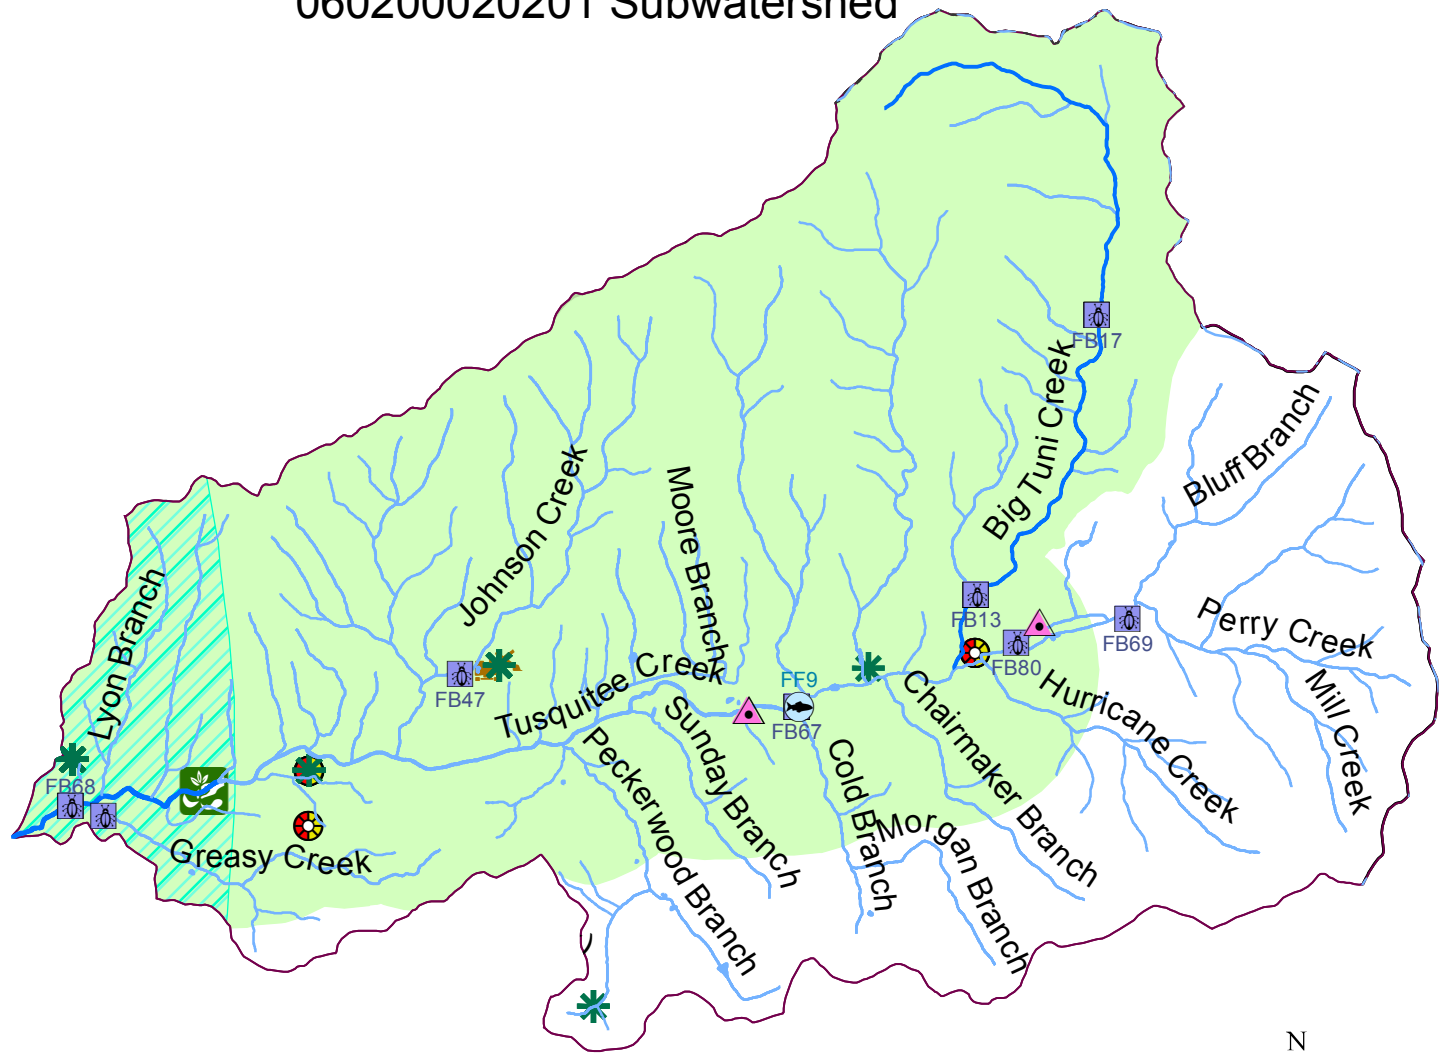 060200020201 Subwatershed
FB17
Big Tuni Creek
Bluff Branch
Johnson Creek
Moore Branch
Lyon Branch
FB13
FB80
FB69
Perry Creek
Mill Creek
Hurricane Creek
FB47
Tusquitee Creek
FF9
FB67
Chairmaker Branch
Sunday Branch
Peckerwood Branch
Cold Branch
Morgan Branch
FB68
Greasy Creek
N